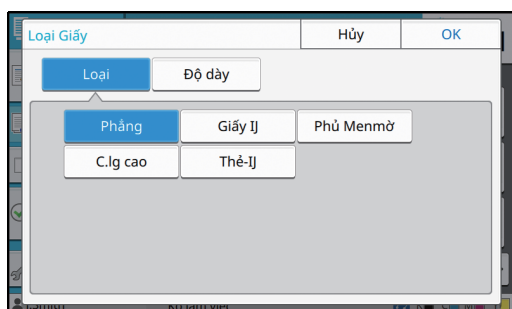 Loại Giấy Hủy OK
Loại Độ dày
Phẳng Giấy IJ Phủ Menmờ
C.lg cao Thẻ-IJ